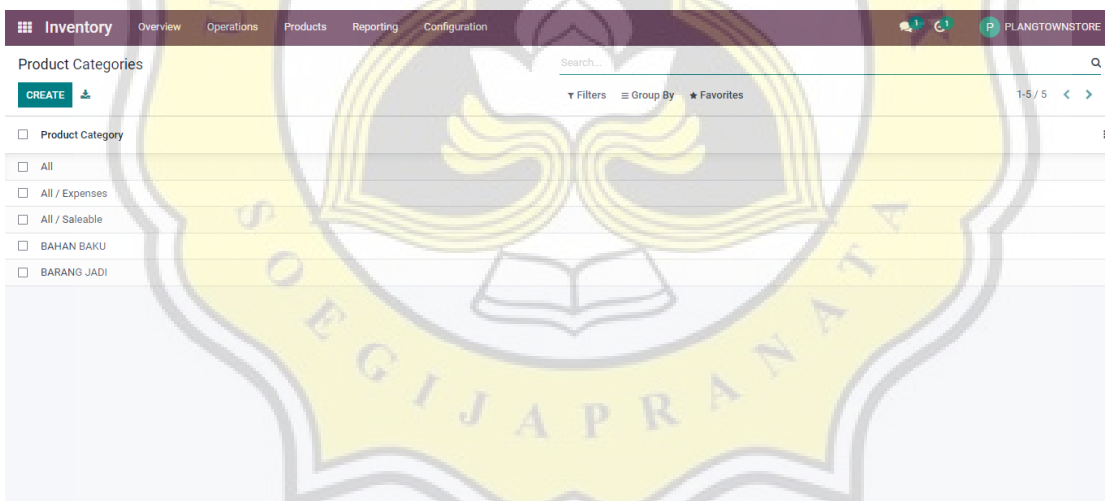 Inventory Overview Operations Products Reporting Configuration 1 1 P PLANGTOWNSTORE
Product Categories Search...
CREATE Filters Group By Favorites 1-5 / 5
Product Category
All
All / Expenses
All / Saleable
BAHAN BAKU
BARANG JADI
SOEGIJAPRANATA